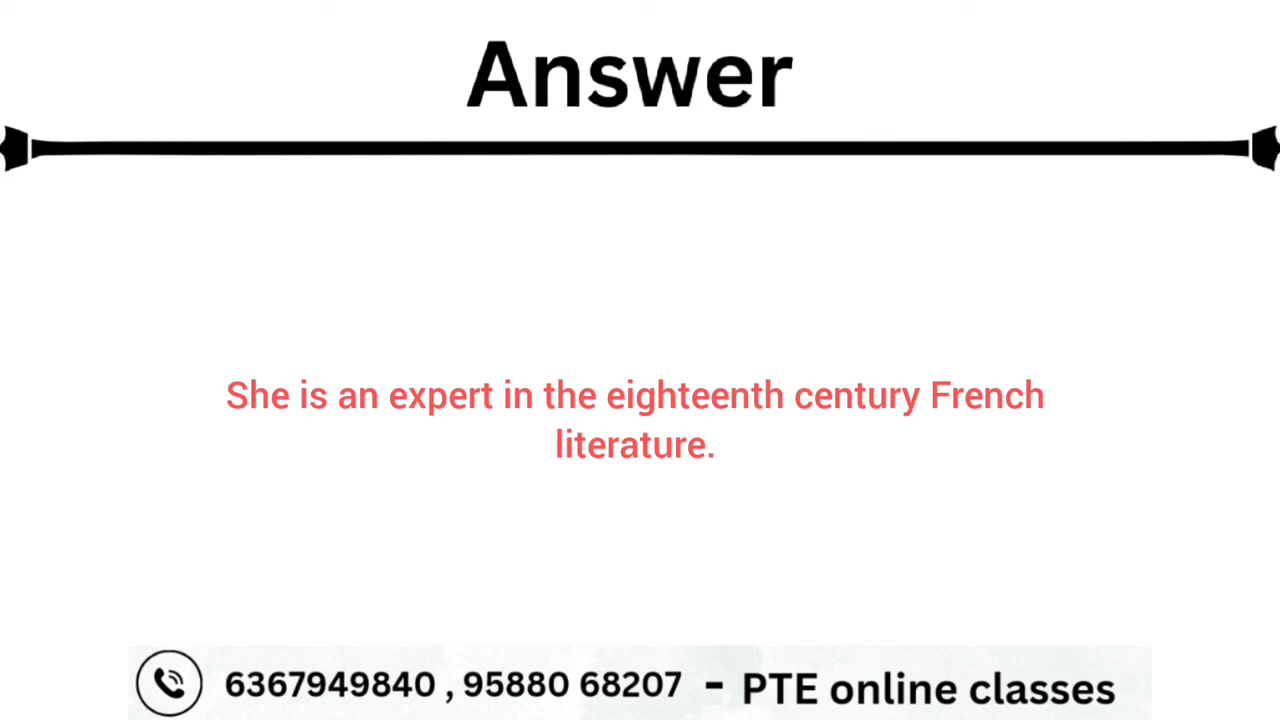 Answer
She is an expert in the eighteenth century French
literature.
6367949840 , 95880 68207 - PTE online classes